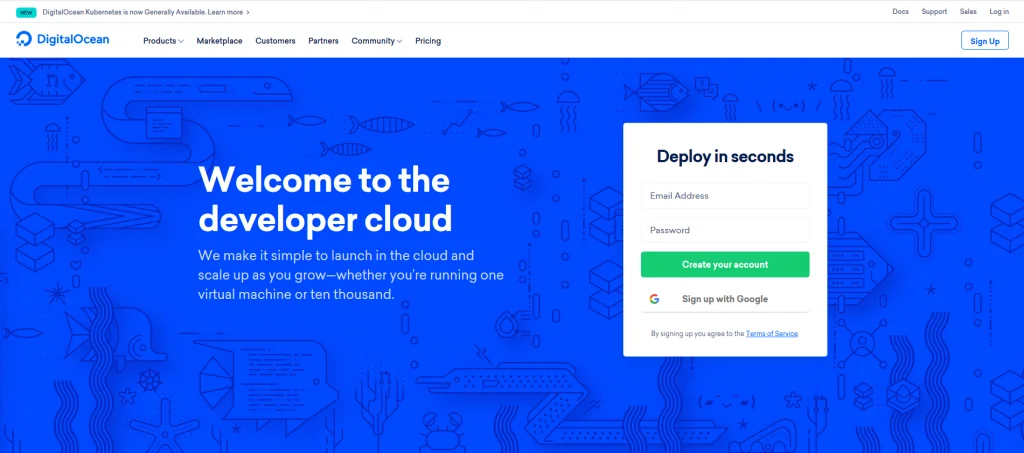 NEW DigitalOcean Kubernetes is now Generally Available. Learn more
Docs Support Sales Log in
DigitalOcean Products Marketplace Customers Partners Community Pricing Sign Up
Welcome to the
developer cloud
We make it simple to launch in the cloud and
scale up as you grow—whether you're running one
virtual machine or ten thousand.
Deploy in seconds
Email Address
Password
Create your account
Sign up with Google
By signing up you agree to the Terms of Service